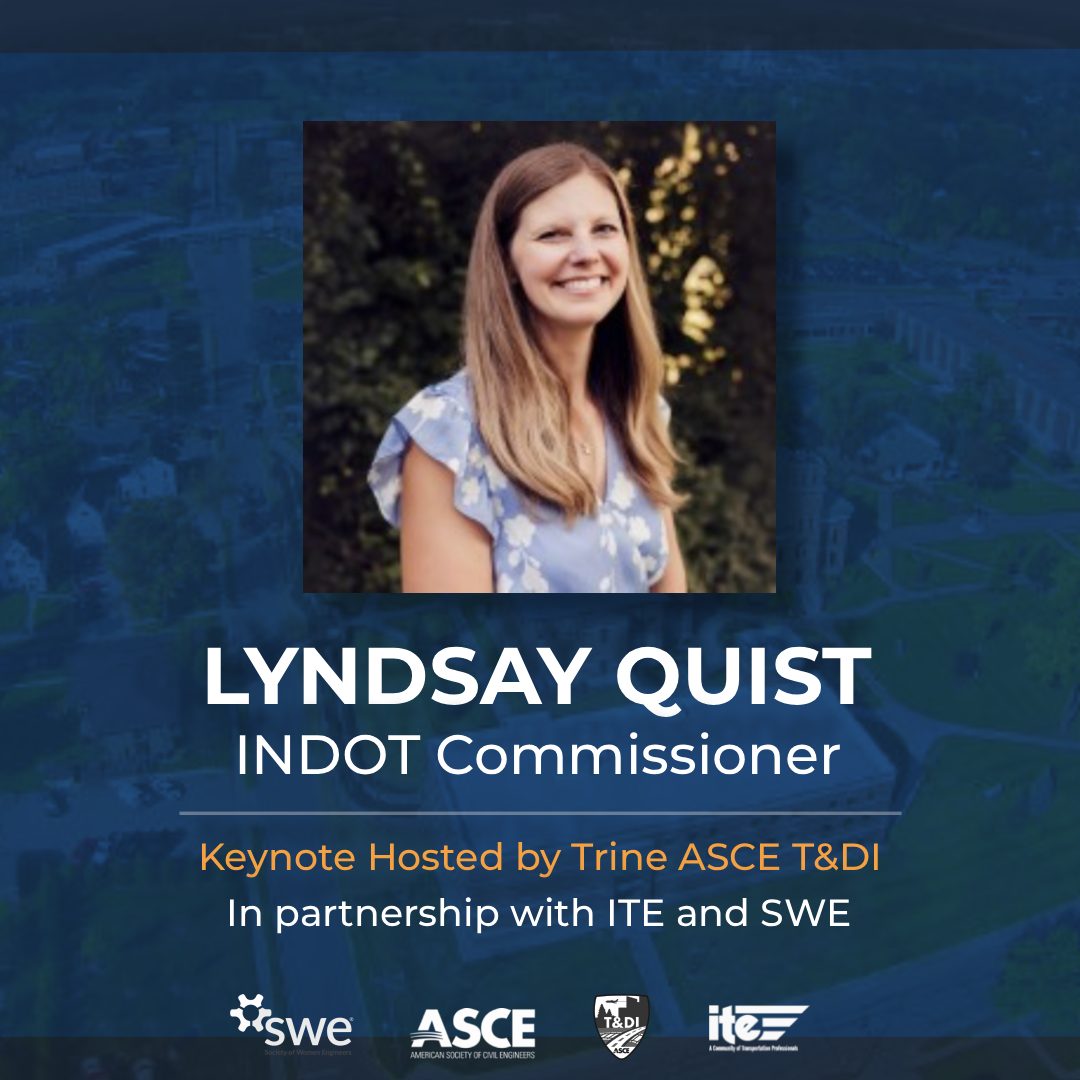 LYNDSAY QUIST
INDOT Commissioner
Keynote Hosted by Trine ASCE T&DI
In partnership with ITE and SWE
swe
Society of Women Engineers
ASCE
AMERICAN SOCIETY OF CIVIL ENGINEERS
T&DI
ASCE
ite
A Community of Transportation Professionals